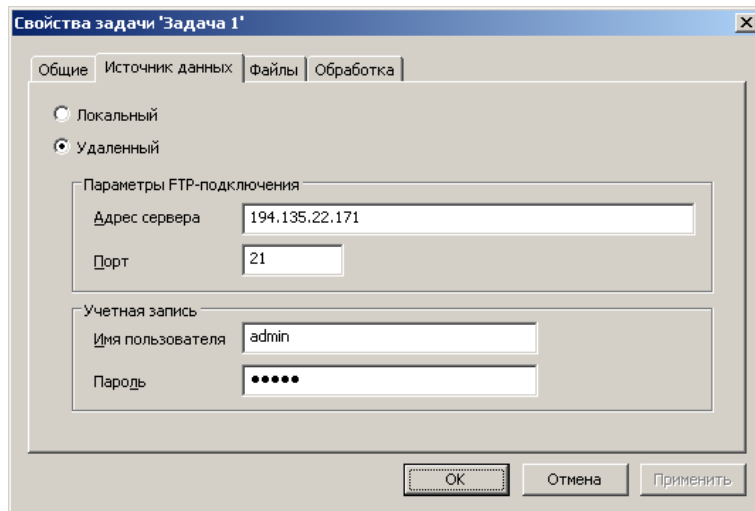 Свойства задачи 'Задача 1'
Общие Источник данных Файлы Обработка
Локальный
Удаленный
Параметры FTP-подключения
Адрес сервера 194.135.22.171
Порт 21
Учетная запись
Имя пользователя admin
Пароль •••••
OK Отмена Применить